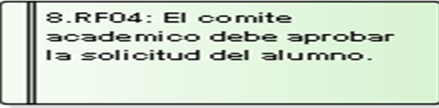 8.RF04: El comite
academico debe aprobar
la solicitud del alumno.